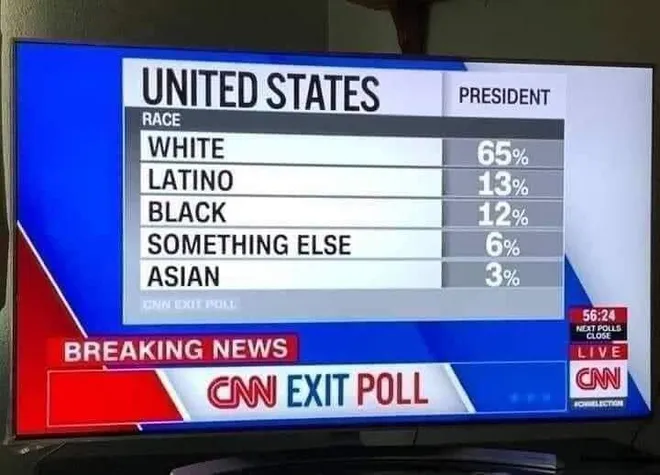 UNITED STATES PRESIDENT
RACE
WHITE 65%
LATINO 13%
BLACK 12%
SOMETHING ELSE 6%
ASIAN 3%
CNN EXIT POLL
56:24
NEXT POLLS
CLOSE
BREAKING NEWS
LIVE
CNN EXIT POLL
CNN
#CNNELECTION